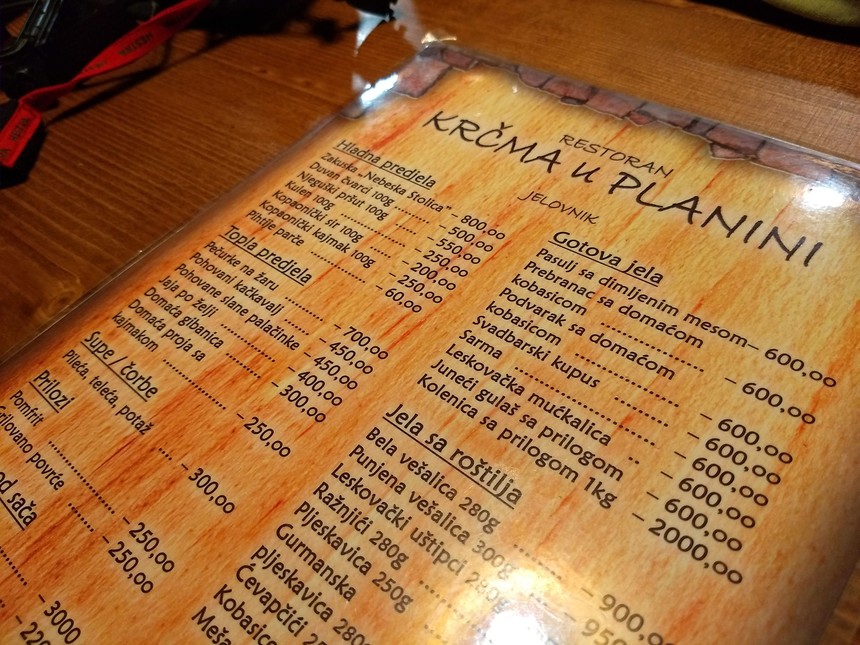 RESTORAN
KRČMA u PLANINI
JELOVNIK
Hladna predjela
Zakuska „Nebeska Stolica“ – 800,00
Duvan čvarci 100g ........ – 500,00
Njeguški pršut 100g ..... – 550,00
Kulen 100g ................ – 250,00
Kopaonički sir 100g ...... – 200,00
Kopaonički kajmak 100g – 250,00
Pihtije parče ............. – 60,00
Topla predjela
Pečurke na žaru ........... – 700,00
Pohovani kačkavalj ........ – 450,00
Pohovane slane palačinke – 450,00
Jaja po želji .............. – 400,00
Domaća gibanica ........... – 300,00
Domaća proja sa
kajmakom ................. – 250,00
Supe / čorbe
Pileća, teleća, potaž ..... – 300,00
Prilozi
Pomfrit .................. – 250,00
Grilovano povrće ......... – 250,00
od sača
– 3000
– 220
Gotova jela
Pasulj sa dimljenim mesom– 600,00
Prebranac sa domaćom
kobasicom ................ – 600,00
Podvarak sa domaćom
kobasicom ................ – 600,00
Svadbarski kupus ......... – 600,00
Sarma .................... – 600,00
Leskovačka mućkalica ..... – 600,00
Juneći gulaš sa prilogom .. – 600,00
Kolenica sa prilogom 1kg – 2000,00
Jela sa roštilja
Bela vešalica 280g ....... – 900,00
Punjena vešalica 300g .... – 950
Leskovački uštipci 280g
Ražnjići 280g
Pljeskavica 250g
Gurmanska
pljeskavica 280g
Ćevapčići